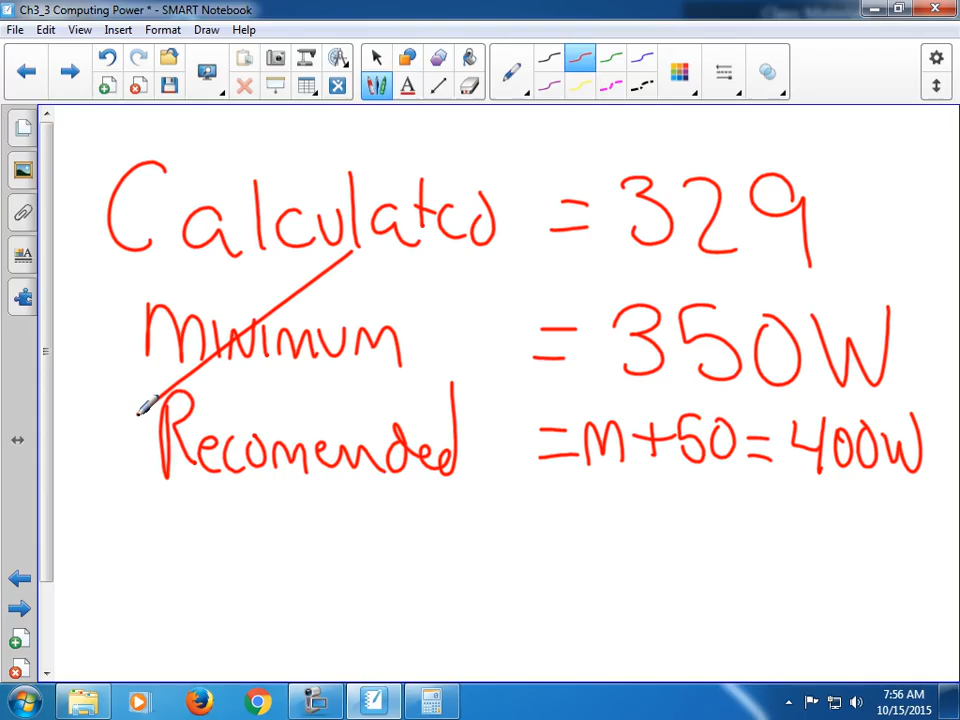 Ch3_3 Computing Power * - SMART Notebook
File Edit View Insert Format Draw Help
Calculated = 329
Minimum = 350W
Recomended = m + 50 = 400W
7:56 AM
10/15/2015